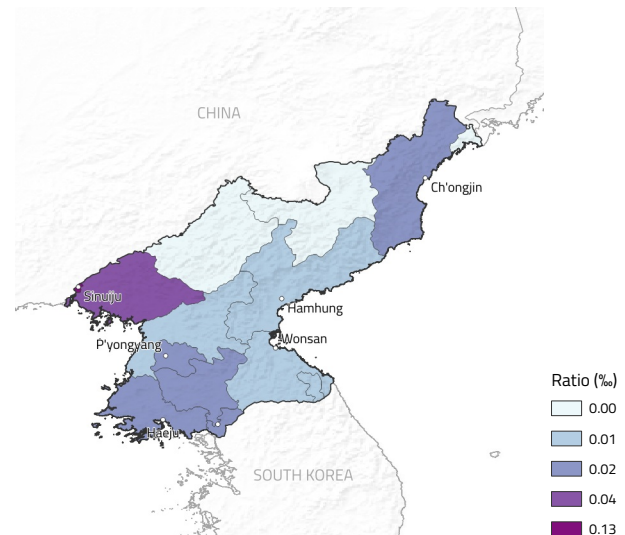 CHINA
Ch'ongjin
Sinuiju
Hamhung
P'yongyang
Wonsan
Haeju
SOUTH KOREA
Ratio (‰)
0.00
0.01
0.02
0.04
0.13